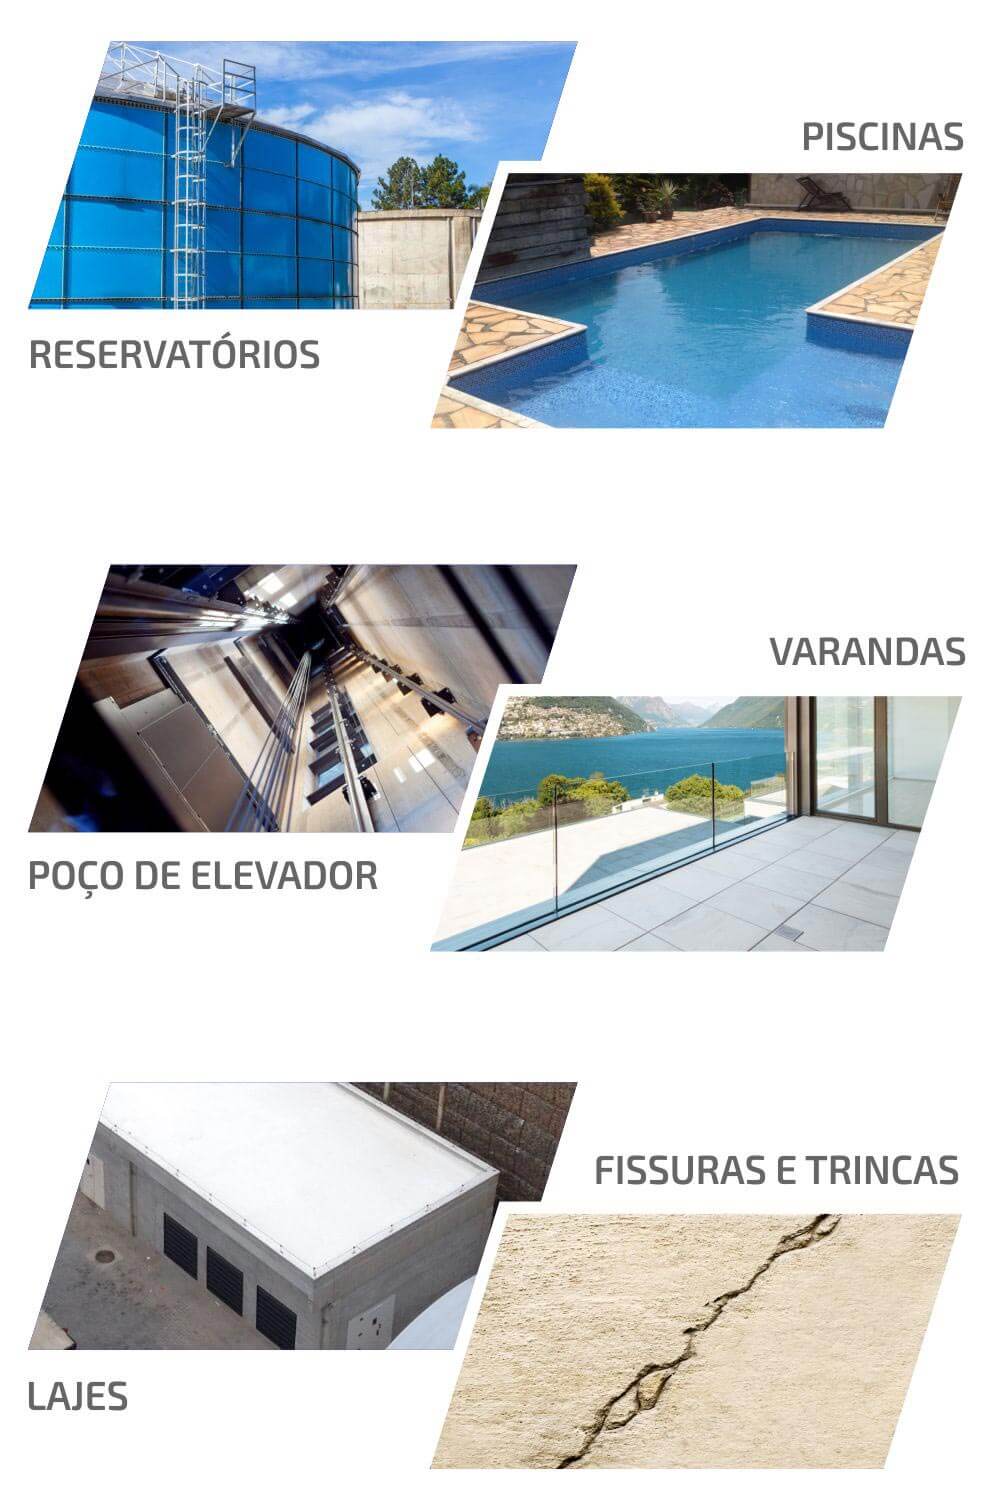 PISCINAS
RESERVATÓRIOS
VARANDAS
POÇO DE ELEVADOR
FISSURAS E TRINCAS
LAJES